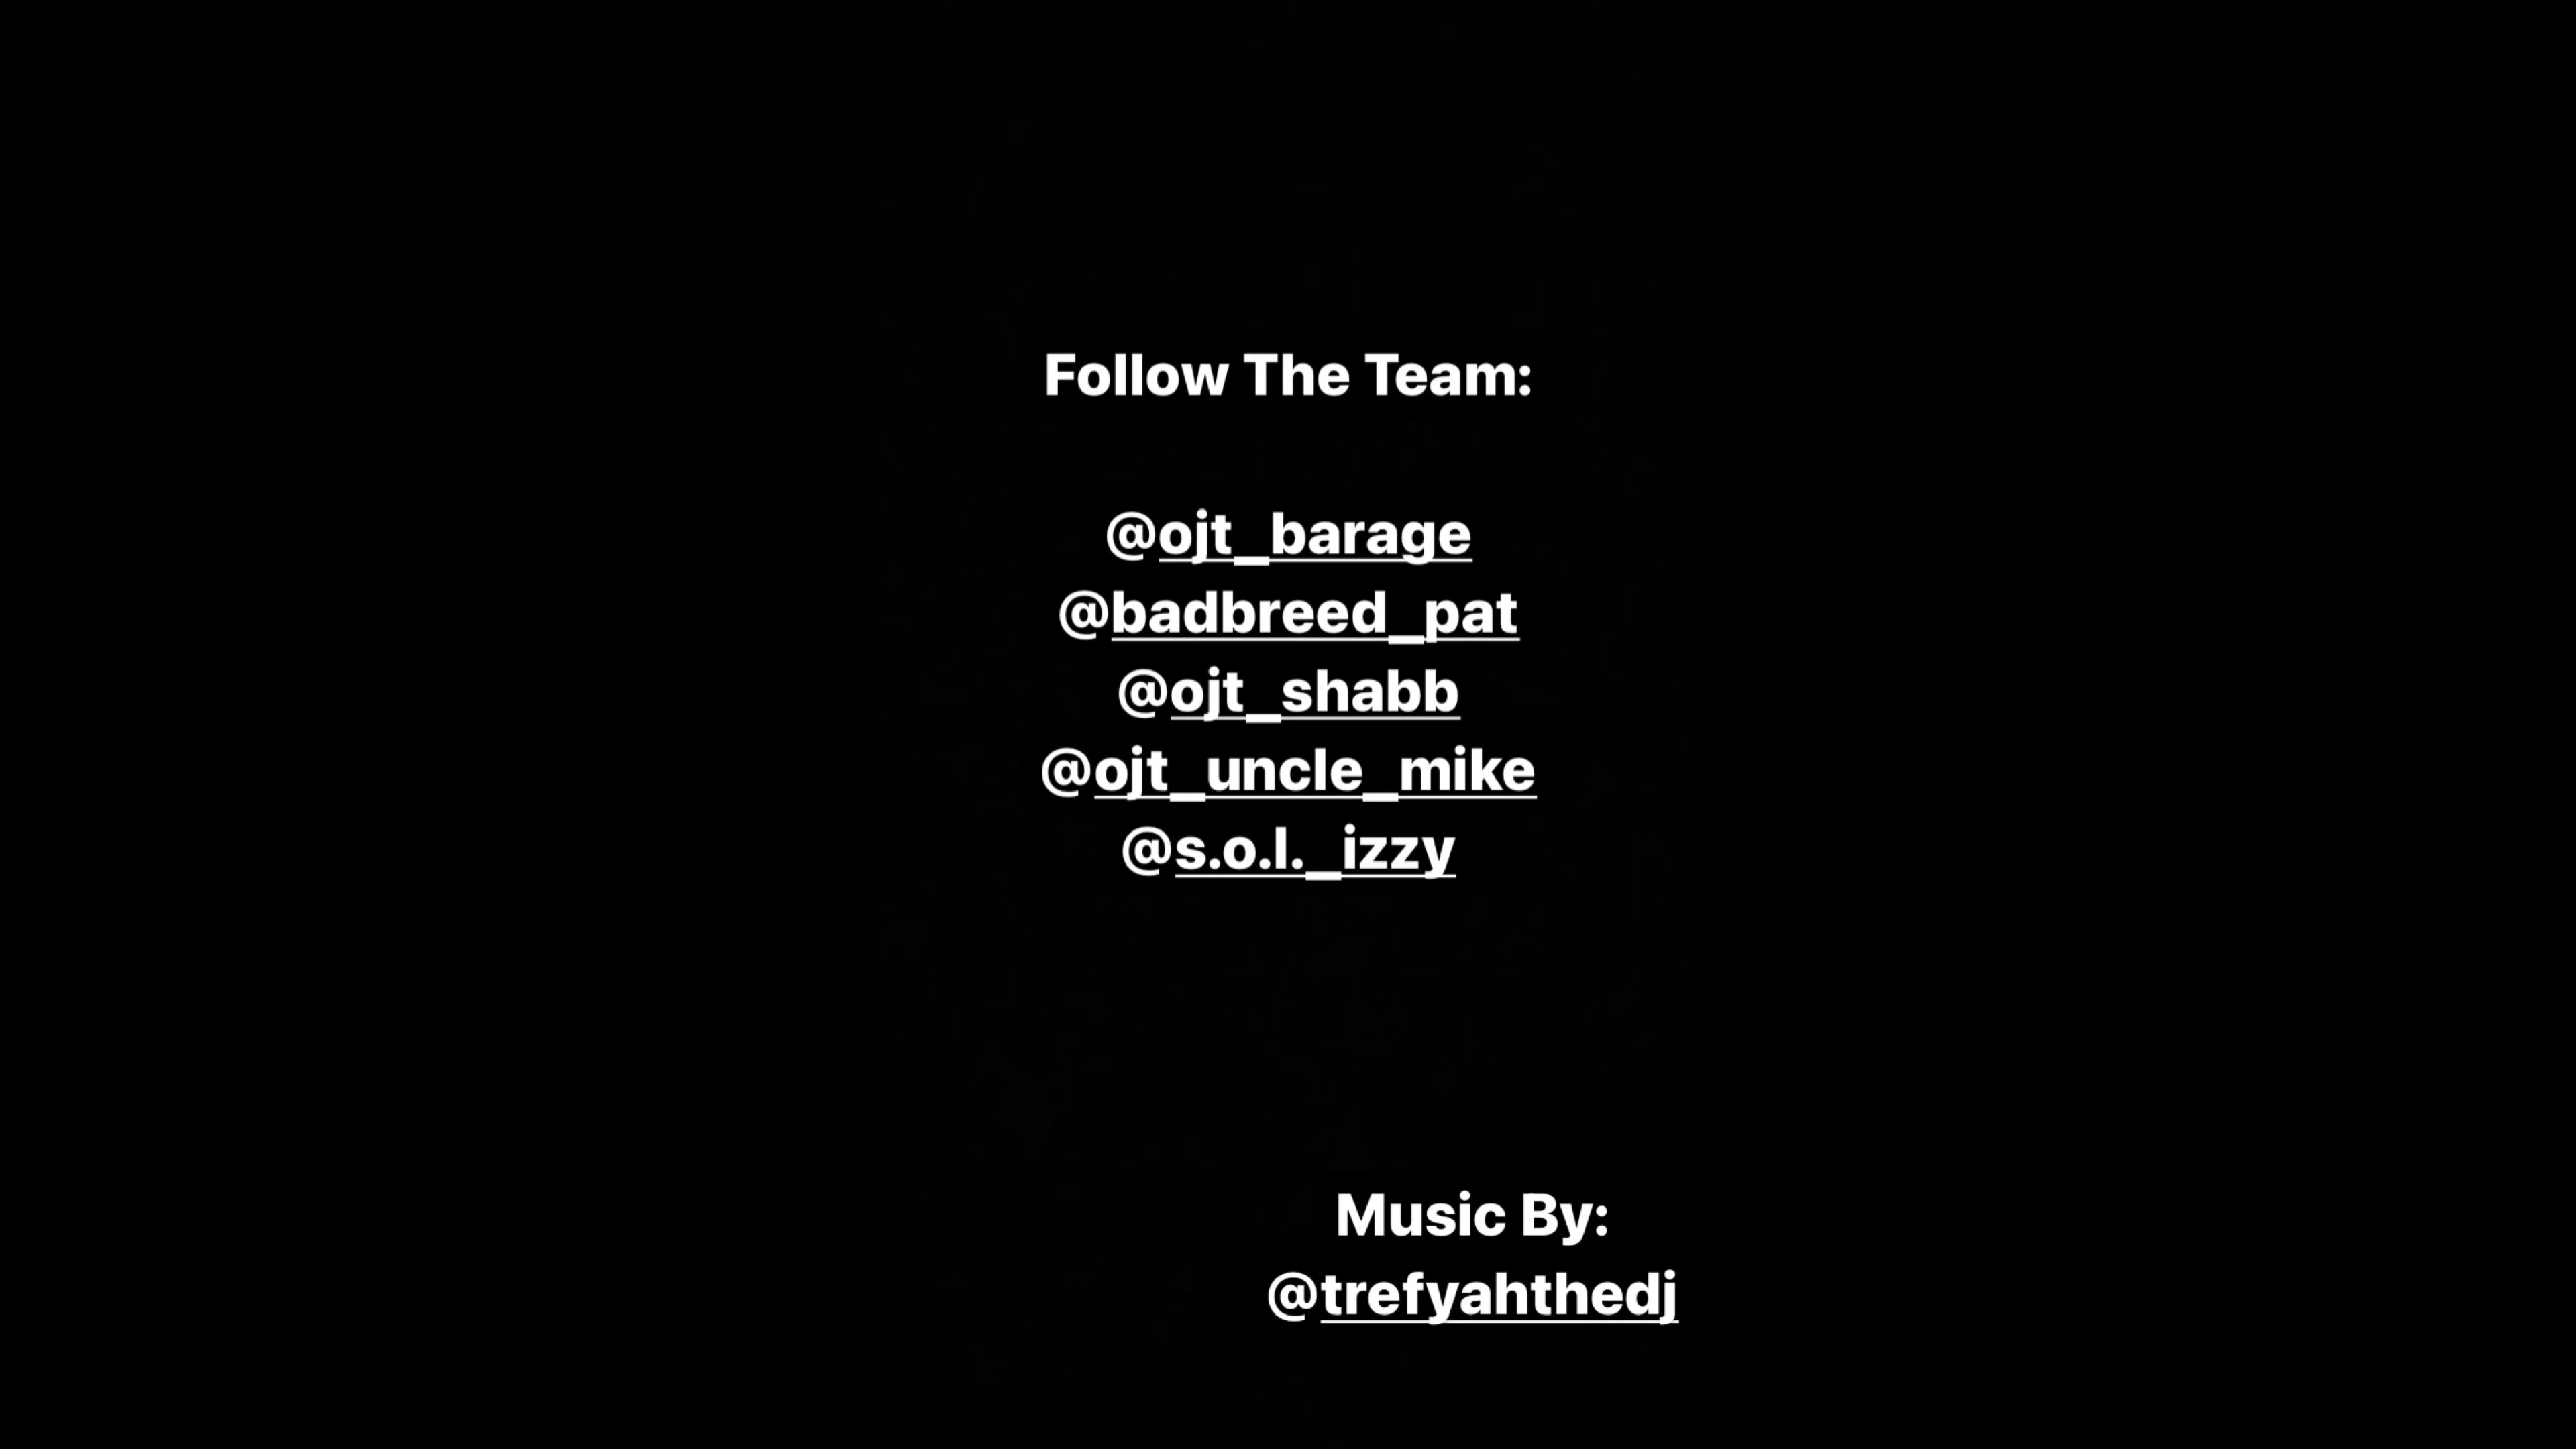 Follow The Team:
@ojt_barage
@badbreed_pat
@ojt_shabb
@ojt_uncle_mike
@s.o.l._izzy
Music By:
@trefyahthedj